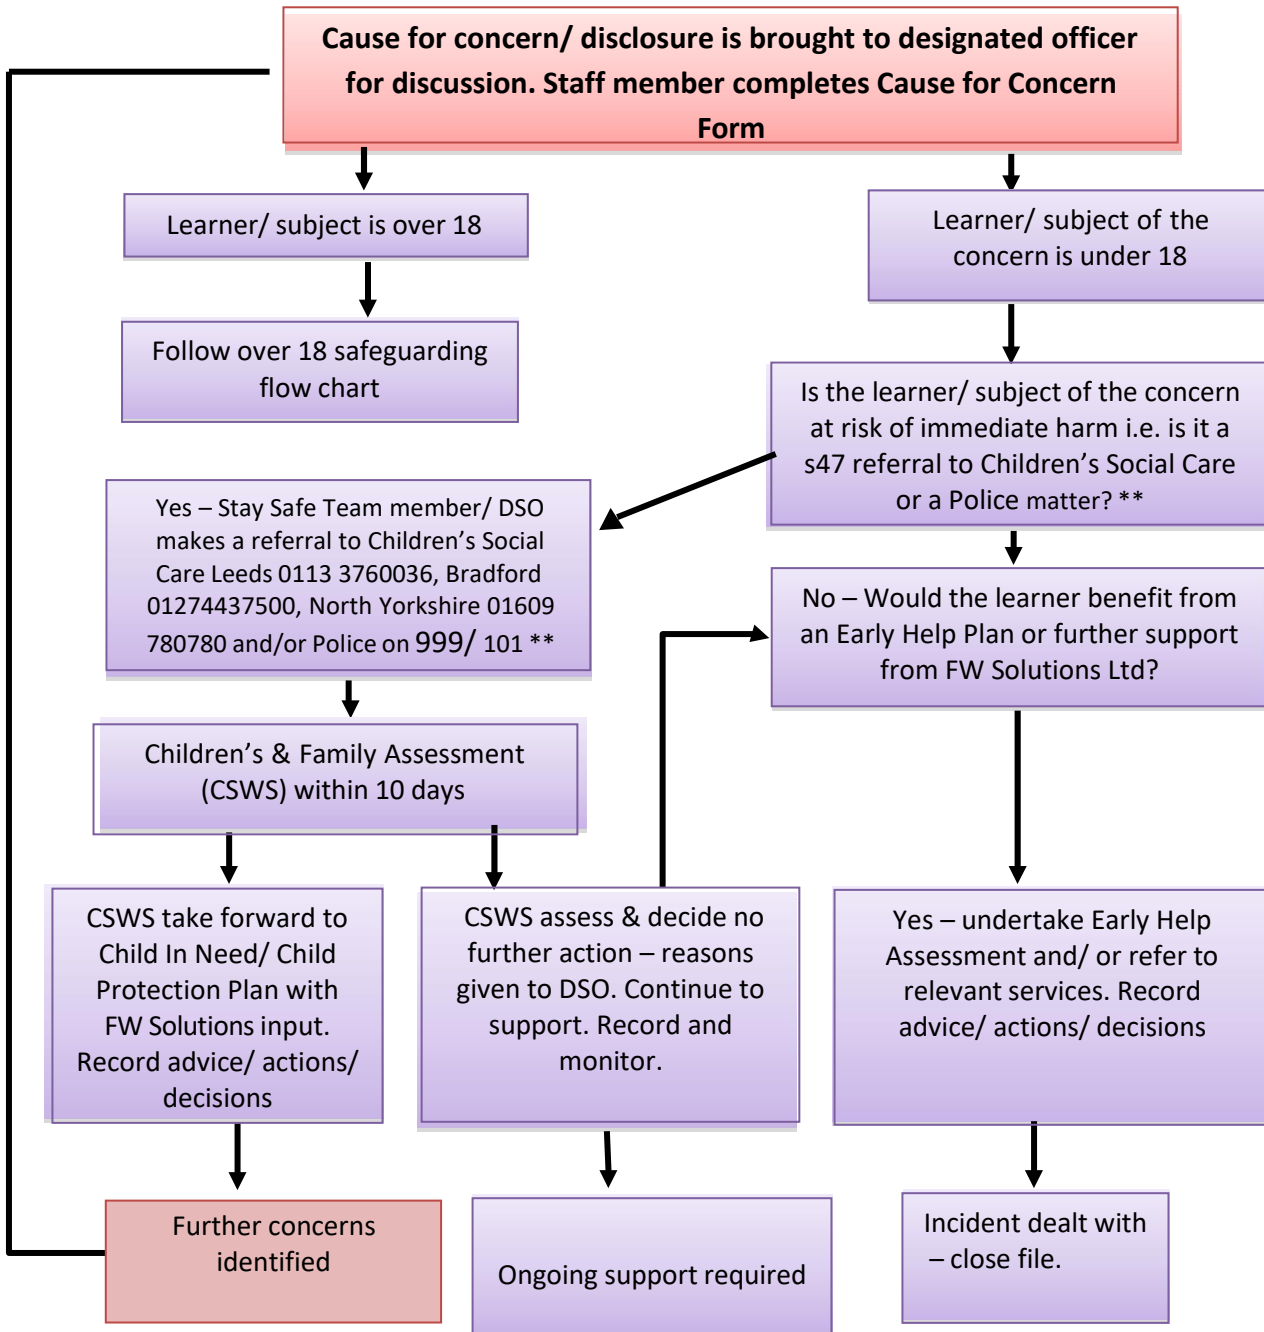 Cause for concern/ disclosure is brought to designated officer
for discussion. Staff member completes Cause for Concern
Form
Learner/ subject is over 18
Learner/ subject of the
concern is under 18
Follow over 18 safeguarding
flow chart
Is the learner/ subject of the concern
at risk of immediate harm i.e. is it a
s47 referral to Children’s Social Care
or a Police matter? **
Yes – Stay Safe Team member/ DSO
makes a referral to Children’s Social
Care Leeds 0113 3760036, Bradford
01274437500, North Yorkshire 01609
780780 and/or Police on 999/ 101 **
No – Would the learner benefit from
an Early Help Plan or further support
from FW Solutions Ltd?
Children’s & Family Assessment
(CSWS) within 10 days
CSWS take forward to
Child In Need/ Child
Protection Plan with
FW Solutions input.
Record advice/ actions/
decisions
CSWS assess & decide no
further action – reasons
given to DSO. Continue to
support. Record and
monitor.
Yes – undertake Early Help
Assessment and/ or refer to
relevant services. Record
advice/ actions/ decisions
Further concerns
identified
Ongoing support required
Incident dealt with
– close file.